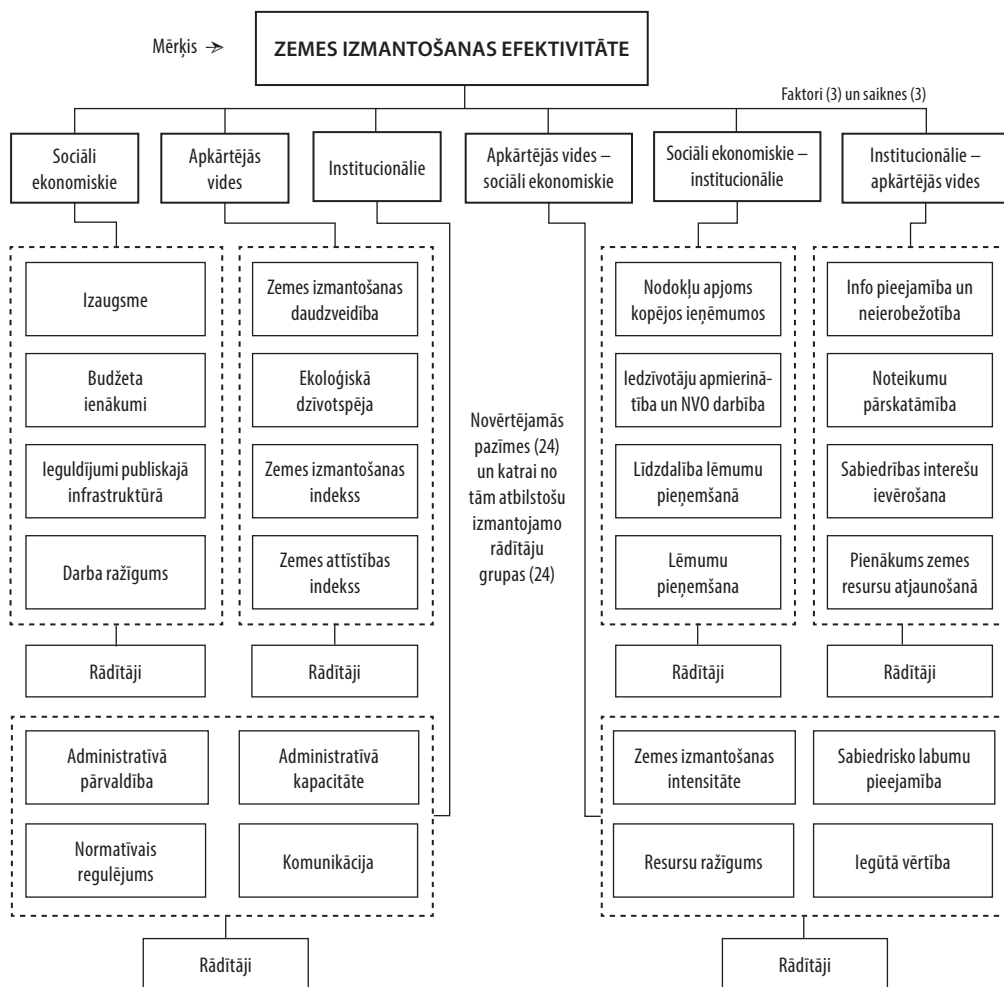 Mērķis →
ZEMES IZMANTOŠANAS EFEKTIVITĀTE
Faktori (3) un saiknes (3)
Sociāli
ekonomiskie
Apkārtējās
vides
Institucionālie
Apkārtējās vides –
sociāli ekonomiskie
Sociāli ekonomiskie –
institucionālie
Institucionālie –
apkārtējās vides
Izaugsme
Budžeta
ienākumi
Ieguldījumi publiskajā
infrastruktūrā
Darba ražīgums
Rādītāji
Zemes izmantošanas
daudzveidība
Ekoloģiskā
dzīvotspēja
Zemes izmantošanas
indekss
Zemes attīstības
indekss
Rādītāji
Novērtējamās
pazīmes (24)
un katrai no
tām atbilstošu
izmantojamo
rādītāju
grupas (24)
Nodokļu apjoms
kopējos ieņēmumos
Iedzīvotāju apmierinā-
tība un NVO darbība
Līdzdalība lēmumu
pieņemšanā
Lēmumu
pieņemšana
Rādītāji
Info pieejamība un
neierobežotība
Noteikumu
pārskatāmība
Sabiedrības interešu
ievērošana
Pienākums zemes
resursu atjaunošanā
Rādītāji
Administratīvā
pārvaldība
Administratīvā
kapacitāte
Normatīvais
regulējums
Komunikācija
Rādītāji
Zemes izmantošanas
intensitāte
Sabiedrisko labumu
pieejamība
Resursu ražīgums
Iegūtā vērtība
Rādītāji